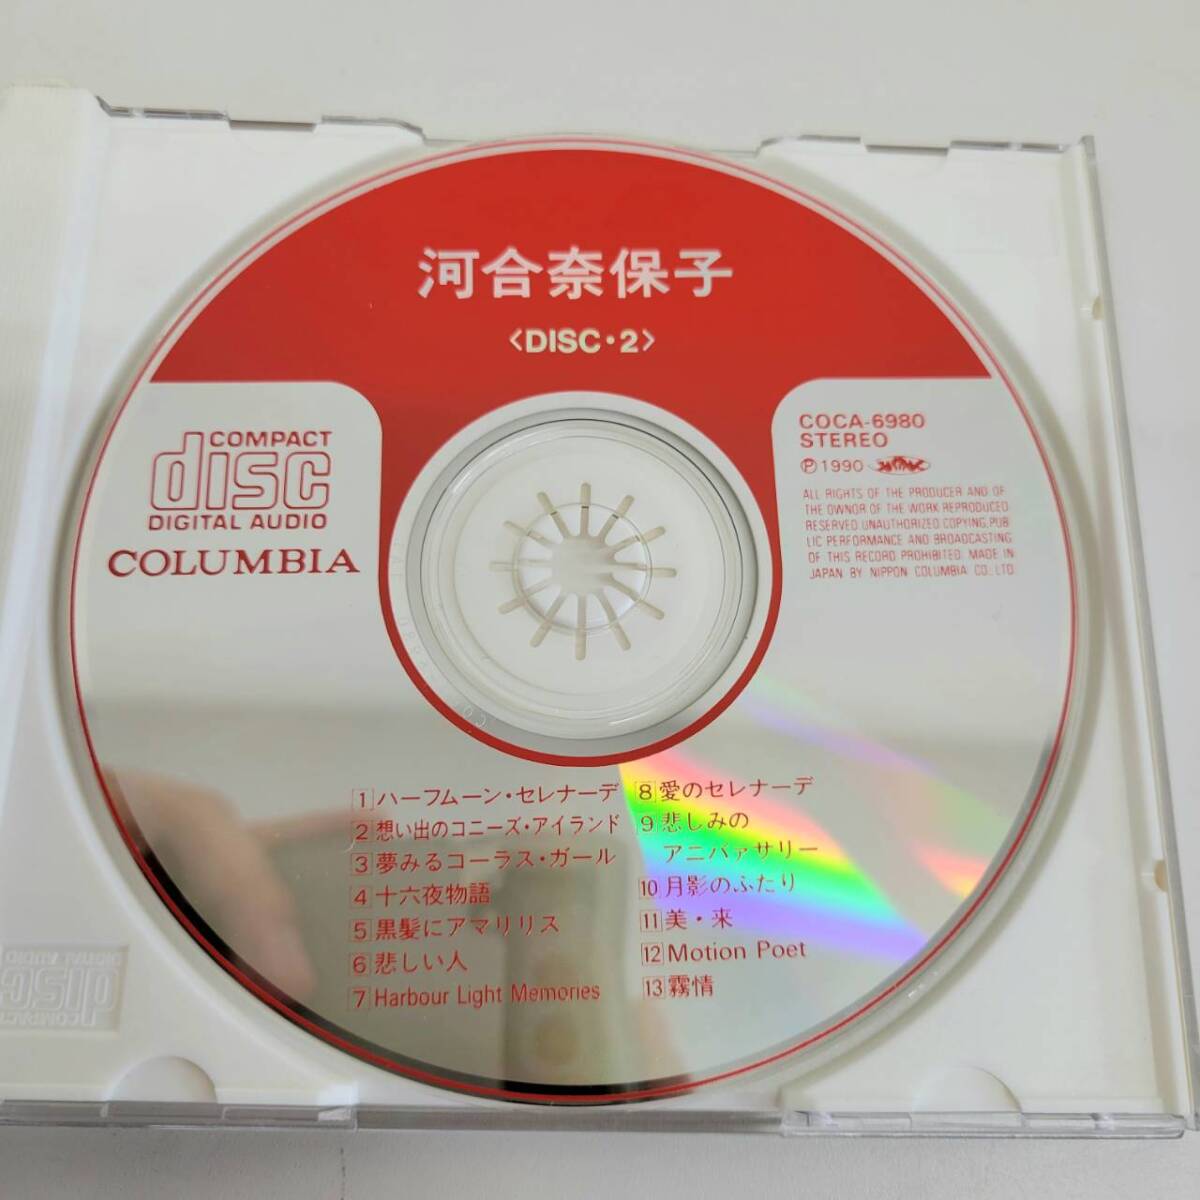 河合奈保子
〈DISC・2〉
COMPACT
disc
DIGITAL AUDIO
COLUMBIA
COCA-6980
STEREO
Ⓟ1990
ALL RIGHTS OF THE PRODUCER AND OF
THE OWNOR OF THE WORK REPRODUCED
RESERVED. UNAUTHORIZED COPYING, PUB
LIC PERFORMANCE AND BROADCASTING
OF THIS RECORD PROHIBITED. MADE IN
JAPAN BY NIPPON COLUMBIA CO., LTD.
1 ハーフムーン・セレナーデ
2 想い出のコニーズ・アイランド
3 夢みるコーラス・ガール
4 十六夜物語
5 黒髪にアマリリス
6 悲しい人
7 Harbour Light Memories
8 愛のセレナーデ
9 悲しみの
アニバァサリー
10 月影のふたり
11 美・来
12 Motion Poet
13 霧情
DIGITAL AUDIO
disc
COMPACT